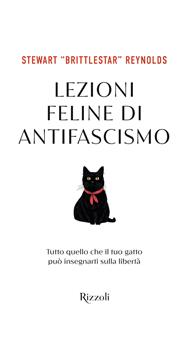 STEWART "BRITTLESTAR" REYNOLDS
LEZIONI
FELINE DI
ANTIFASCISMO
Tutto quello che il tuo gatto
può insegnarti sulla libertà
Rizzoli